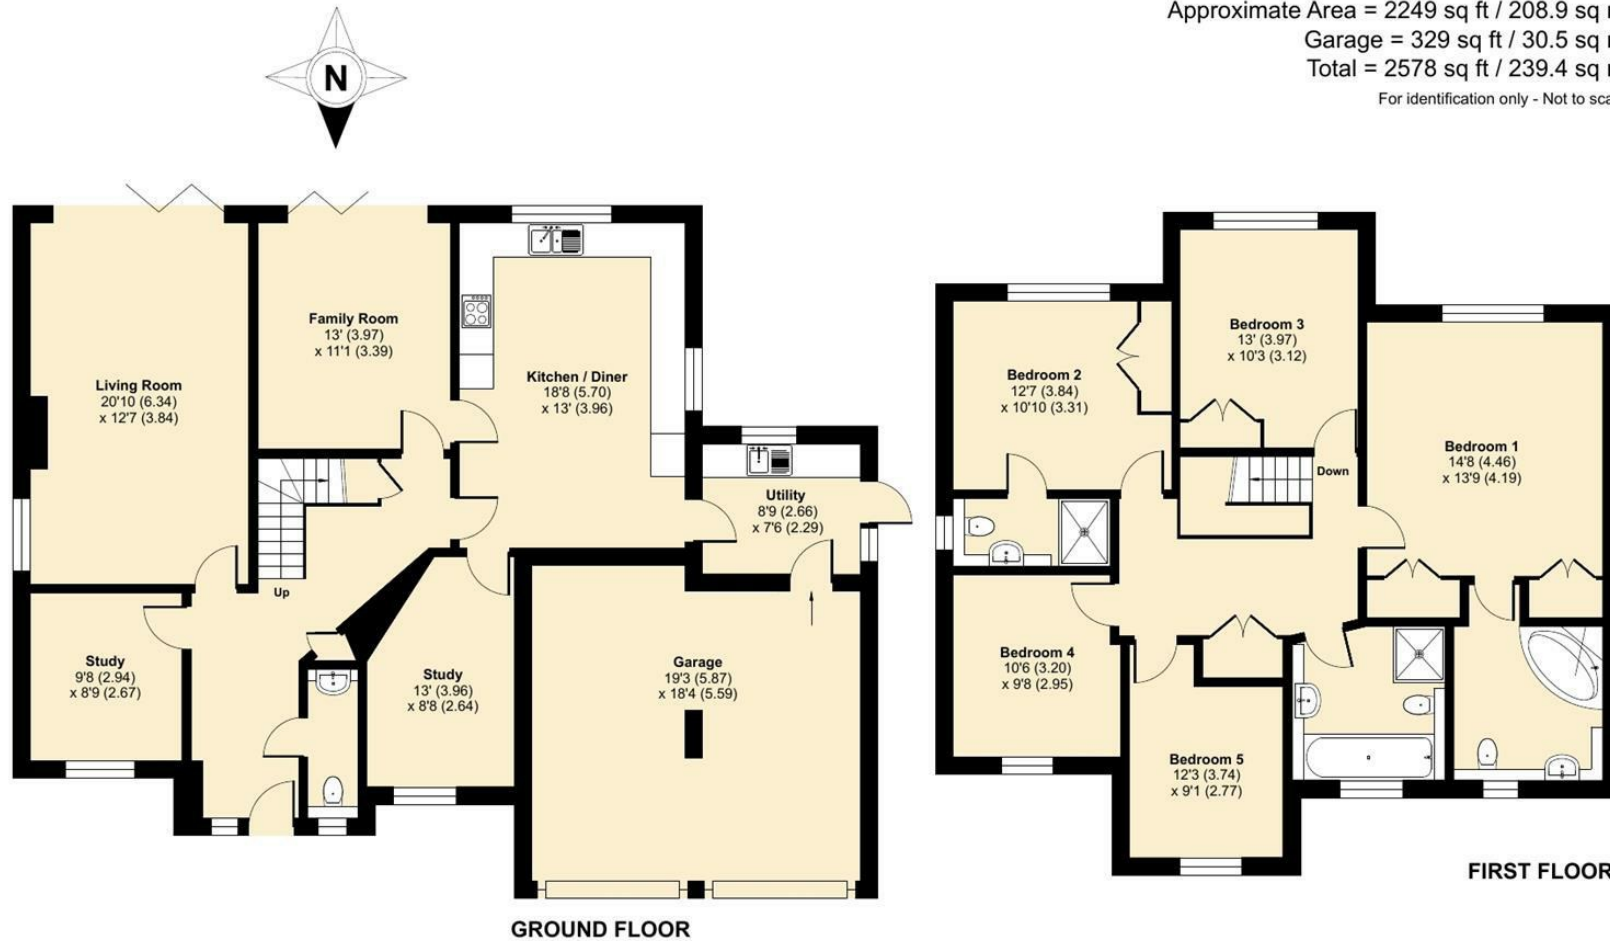 Approximate Area = 2249 sq ft / 208.9 sq
Garage = 329 sq ft / 30.5 sq
Total = 2578 sq ft / 239.4 sq
For identification only - Not to
N
Living Room
20'10 (6.34)
x 12'7 (3.84)
Family Room
13' (3.97)
x 11'1 (3.39)
Kitchen / Diner
18'8 (5.70)
x 13' (3.96)
Utility
8'9 (2.66)
x 7'6 (2.29)
Up
Study
9'8 (2.94)
x 8'9 (2.67)
Study
13' (3.96)
x 8'8 (2.64)
Garage
19'3 (5.87)
x 18'4 (5.59)
GROUND FLOOR
Bedroom 3
13' (3.97)
x 10'3 (3.12)
Bedroom 2
12'7 (3.84)
x 10'10 (3.31)
Bedroom 1
14'8 (4.46)
x 13'9 (4.19)
Down
Bedroom 4
10'6 (3.20)
x 9'8 (2.95)
Bedroom 5
12'3 (3.74)
x 9'1 (2.77)
FIRST FLOOR